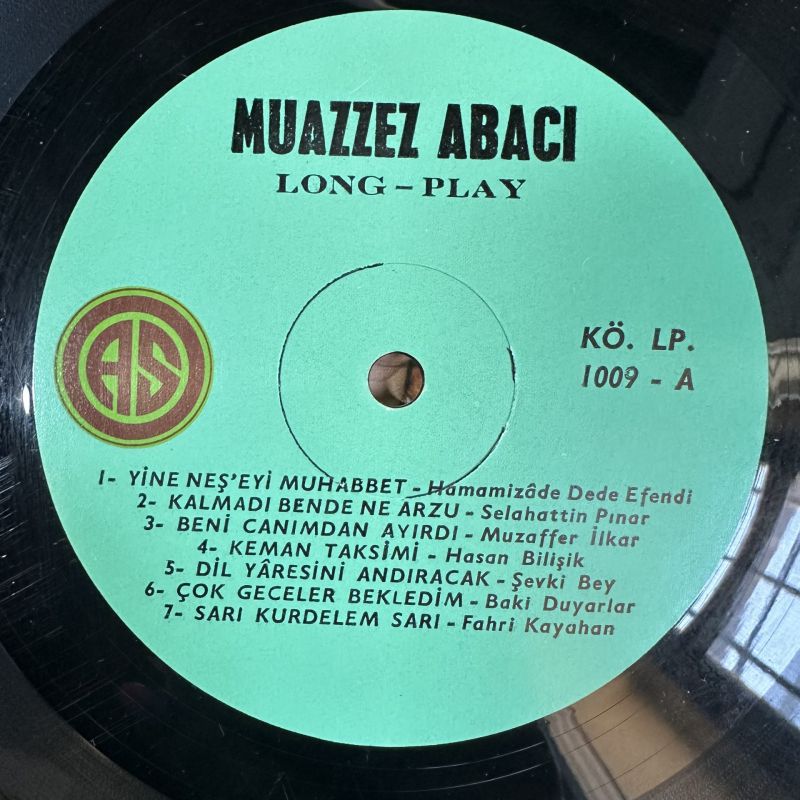 MUAZZEZ ABACI
LONG - PLAY
AS
KÖ. LP.
1009 - A
1- YİNE NEŞ'EYİ MUHABBET - Hamamizâde Dede Efendi
2- KALMADI BENDE NE ARZU - Selahattin Pınar
3- BENİ CANIMDAN AYIRDI - Muzaffer İlkar
4- KEMAN TAKSİMİ - Hasan Bilişik
5- DİL YÂRESİNİ ANDIRACAK - Şevki Bey
6- ÇOK GECELER BEKLEDİM - Baki Duyarlar
7- SARI KURDELEM SARI - Fahri Kayahan